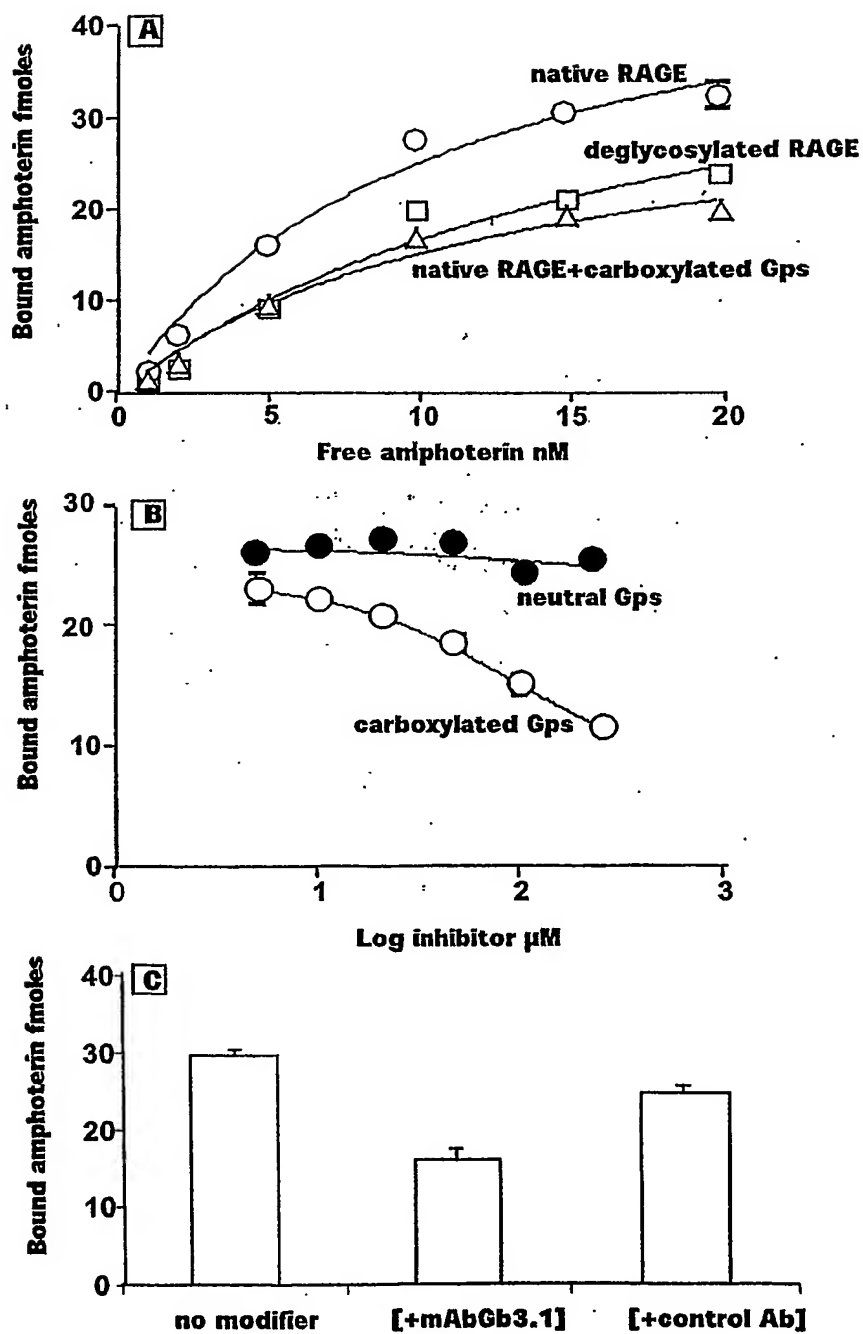 A
40
30
20
10
0
Bound amphoterin fmoles
native RAGE
deglycosylated RAGE
native RAGE+carboxylated Gps
0 5 10 15 20
Free amphoterin nM
B
30
20
10
0
Bound amphoterin fmoles
neutral Gps
carboxylated Gps
0 1 2 3
Log inhibitor µM
C
40
30
20
10
0
Bound amphoterin fmoles
no modifier [+mAbGb3.1] [+control Ab]